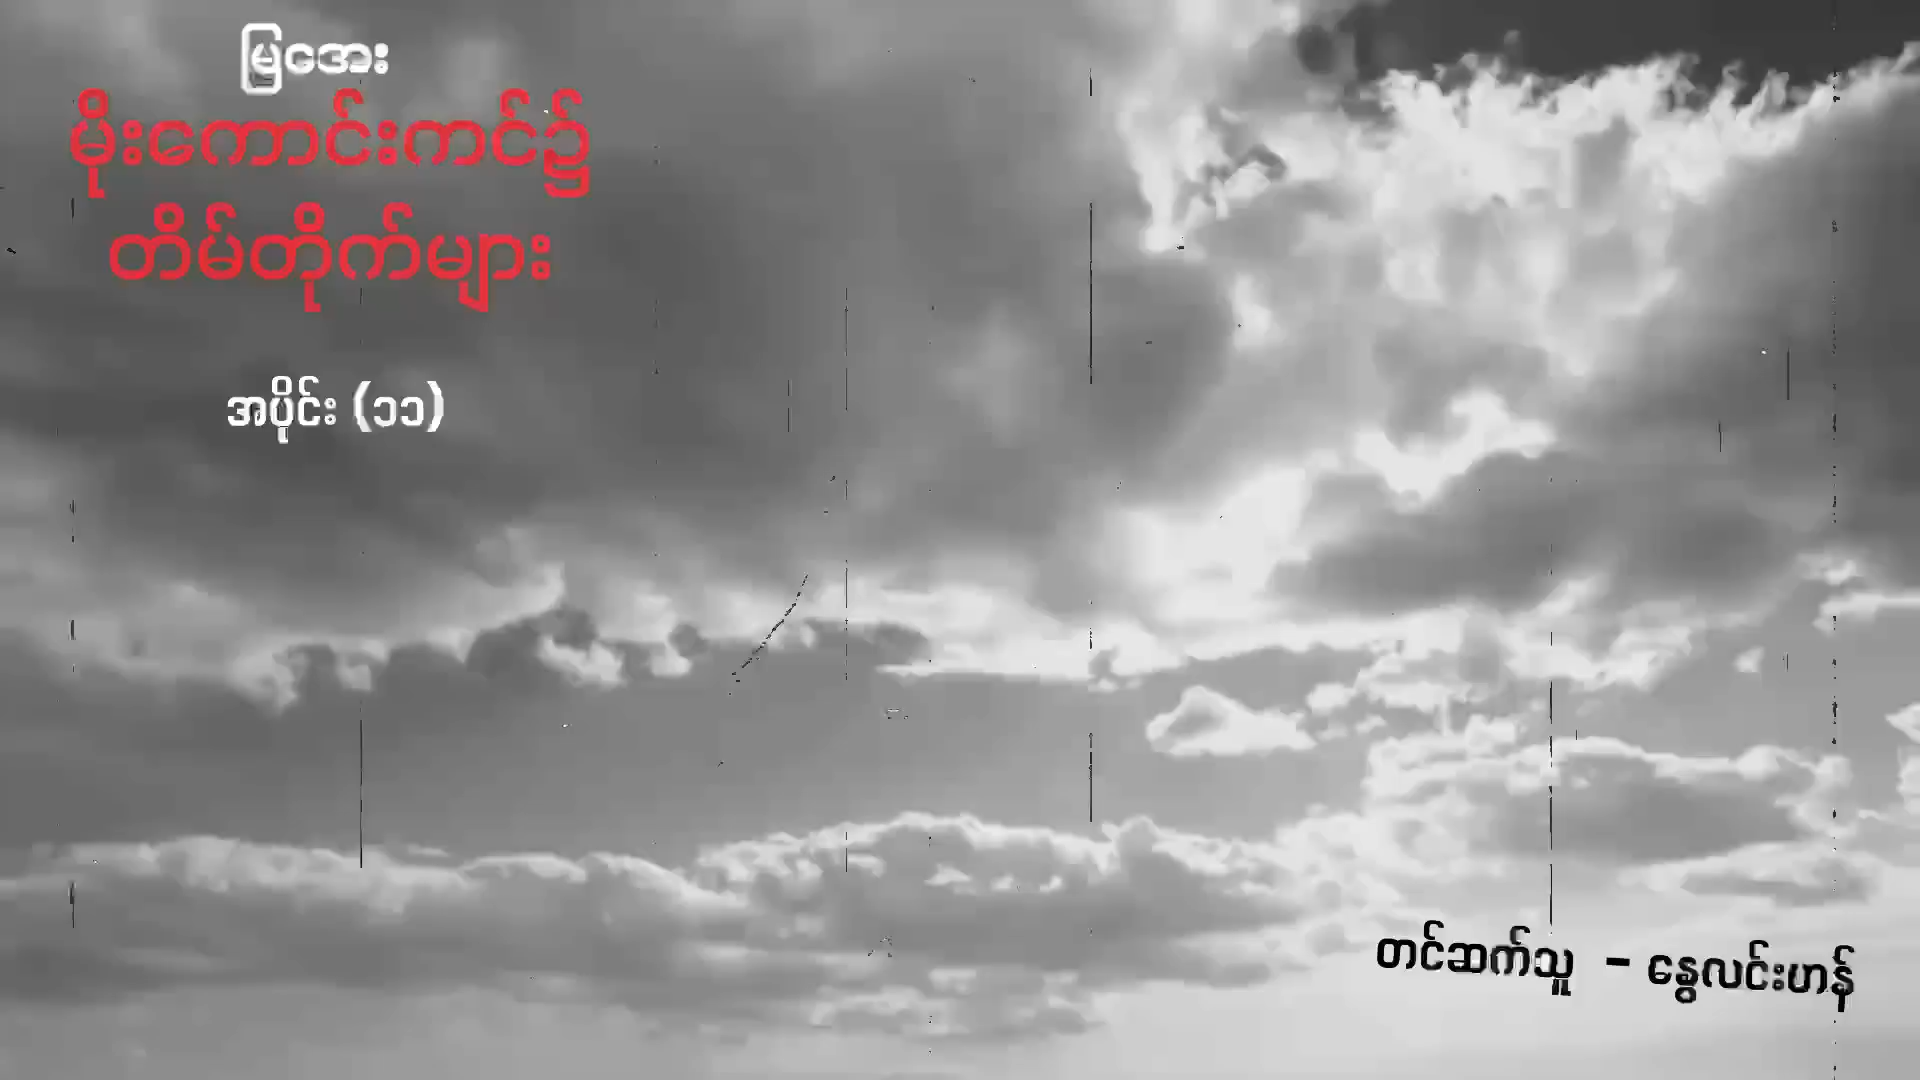 မြအေး
မိုးကောင်းကင်၌
တိမ်တိုက်များ
အပိုင်း (၁၁)
တင်ဆက်သူ - နွေလင်းဟန်